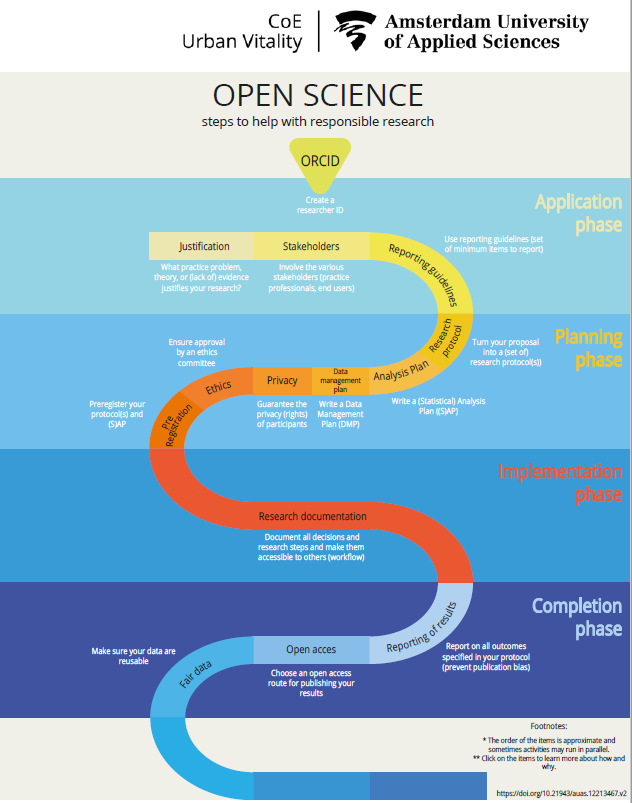 CoE
Urban Vitality
Amsterdam University
of Applied Sciences
OPEN SCIENCE
steps to help with responsible research
ORCID
Create a
researcher ID
Application
phase
Justification
Stakeholders
Reporting guidelines
Use reporting guidelines (set
of minimum items to report)
What practice problem,
theory, or (lack of) evidence
justifies your research?
Involve the various
stakeholders (practice
professionals, end users)
Planning
phase
Research
protocol
Turn your proposal
into a (set of)
research protocol(s))
Analysis Plan
Write a (Statistical) Analysis
Plan ((S)AP)
Data
management
plan
Write a Data
Management
Plan (DMP)
Privacy
Guarantee the
privacy (rights)
of participants
Ensure approval
by an ethics
committee
Ethics
Preregister your
protocol(s) and
(S)AP
Pre
Registration
Implementation
phase
Research documentation
Document all decisions and
research steps and make them
accessible to others (workflow)
Completion
phase
Reporting of results
Report on all outcomes
specified in your protocol
(prevent publication bias)
Open acces
Choose an open access
route for publishing your
results
Make sure your data are
reusable
Fair data
Footnotes:
* The order of the items is approximate and
sometimes activities may run in parallel.
** Click on the items to learn more about how and
why.
https://doi.org/10.21943/auas.12213467.v2